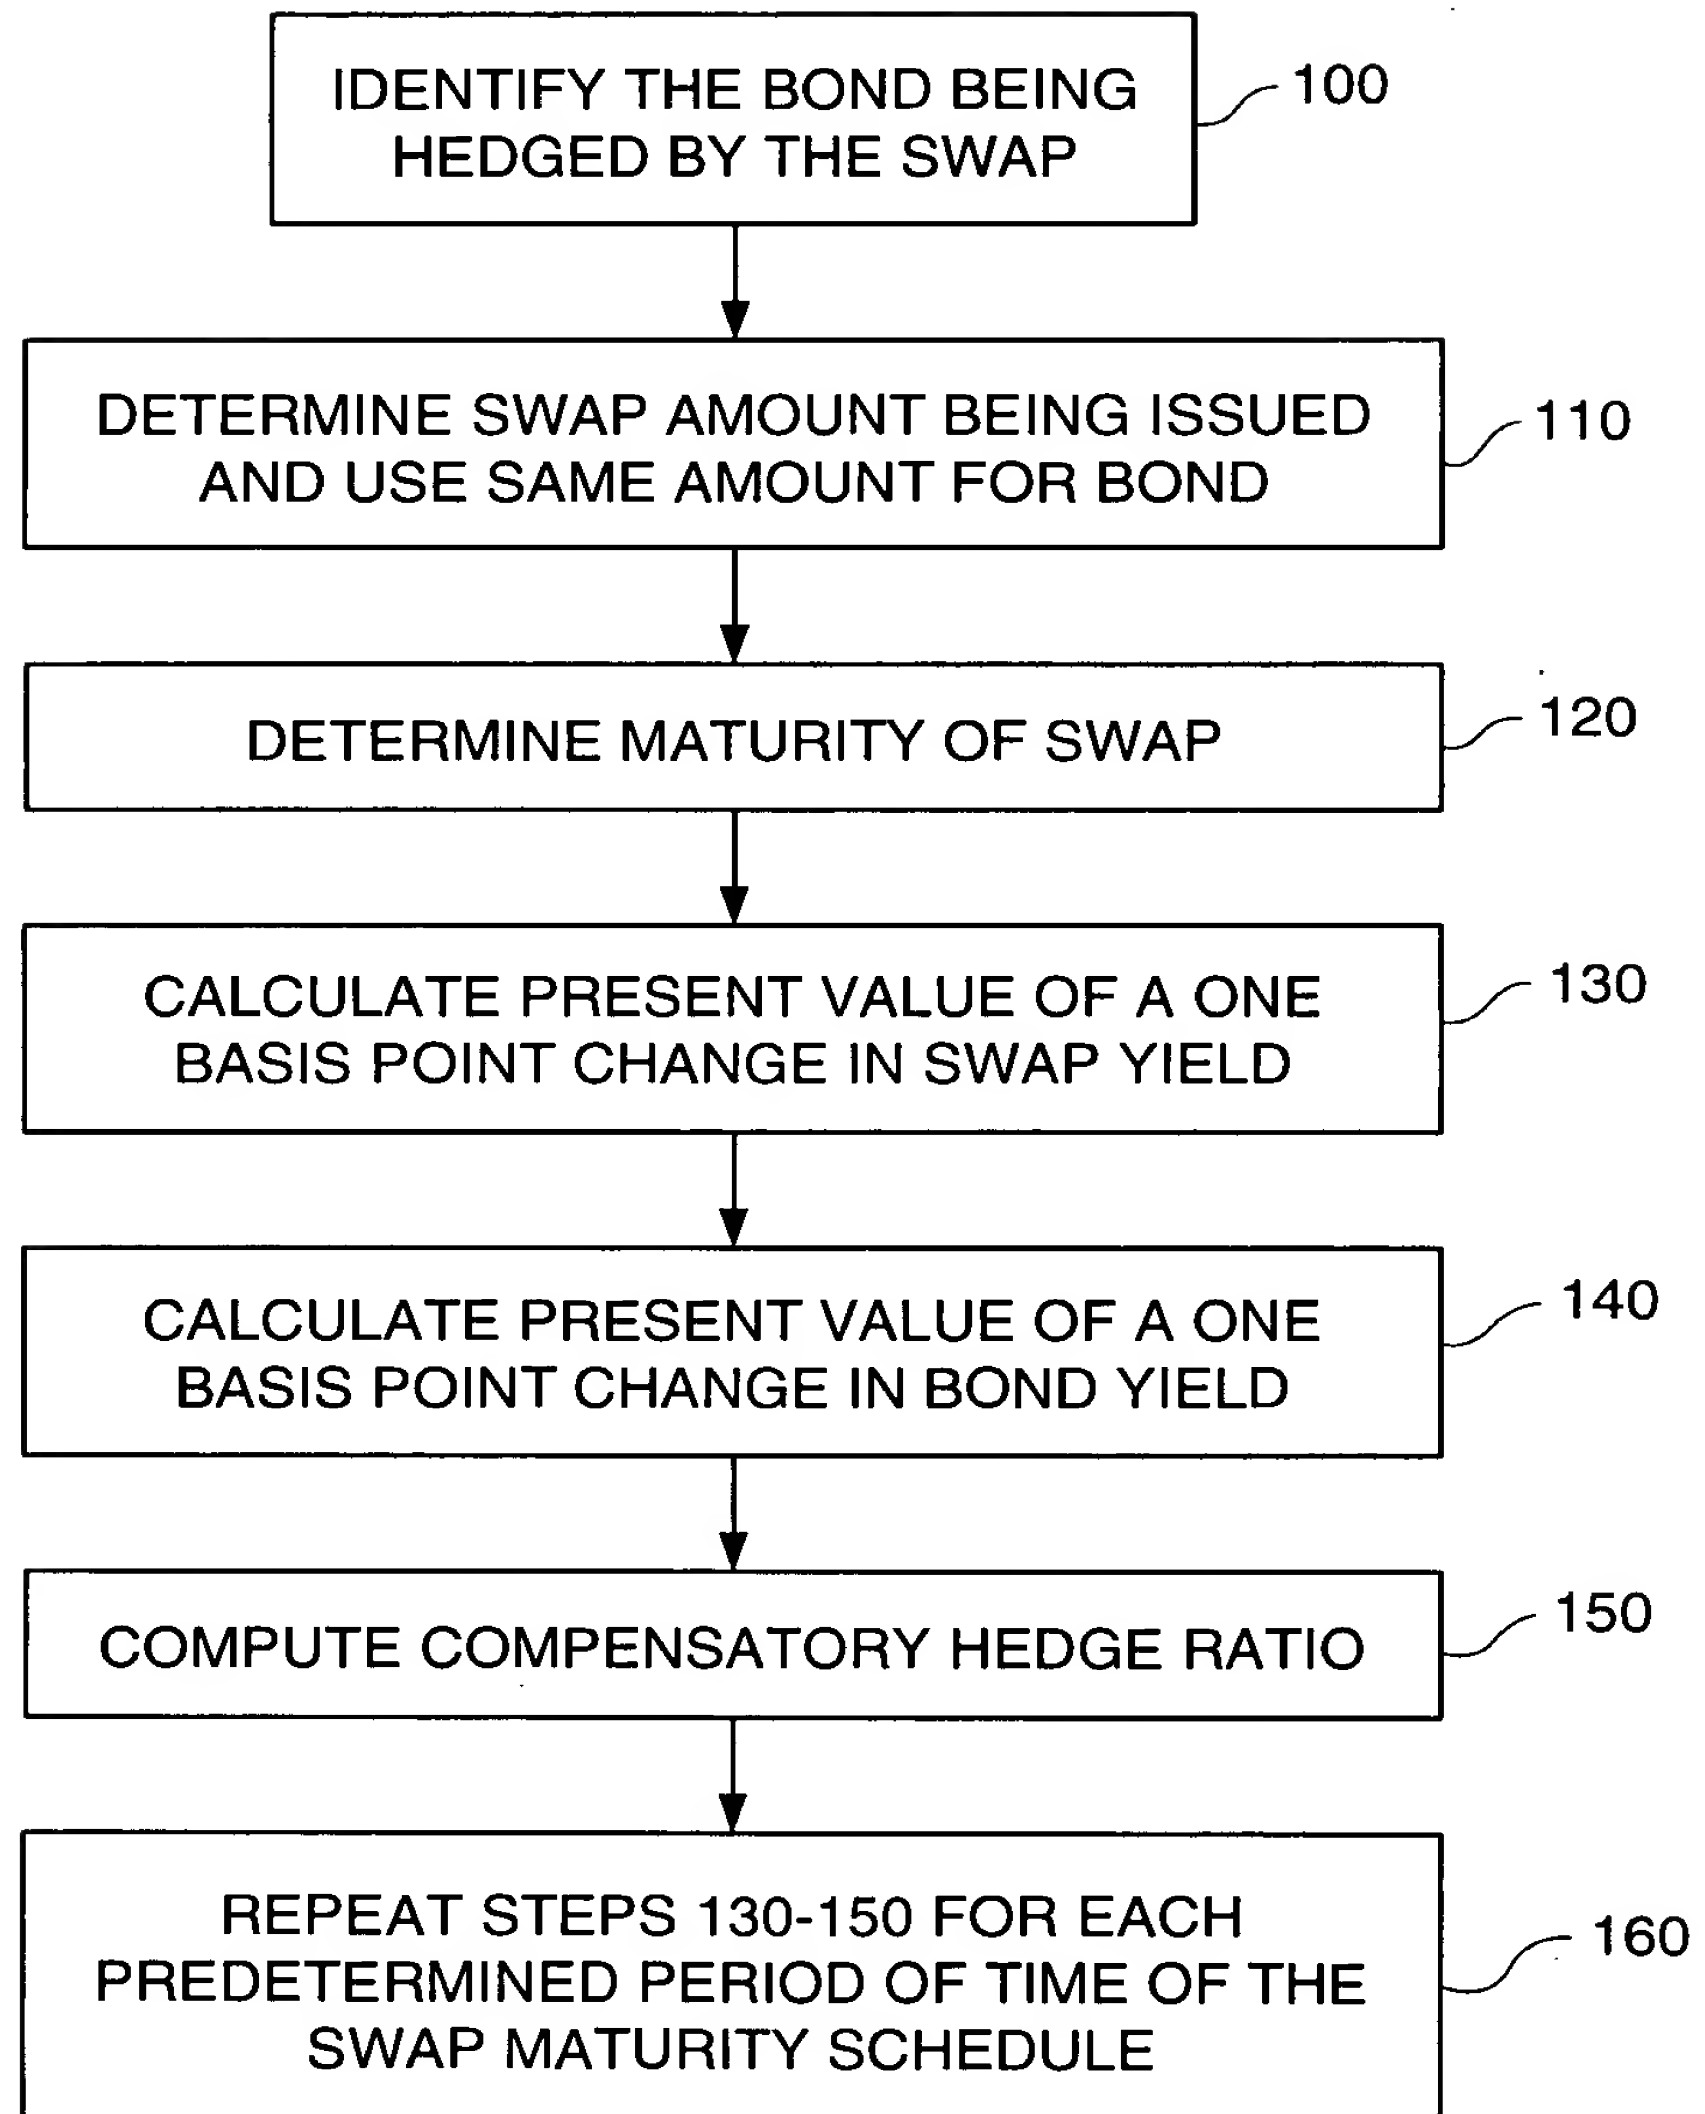 IDENTIFY THE BOND BEING
HEDGED BY THE SWAP
100
DETERMINE SWAP AMOUNT BEING ISSUED
AND USE SAME AMOUNT FOR BOND
110
DETERMINE MATURITY OF SWAP
120
CALCULATE PRESENT VALUE OF A ONE
BASIS POINT CHANGE IN SWAP YIELD
130
CALCULATE PRESENT VALUE OF A ONE
BASIS POINT CHANGE IN BOND YIELD
140
COMPUTE COMPENSATORY HEDGE RATIO
150
REPEAT STEPS 130-150 FOR EACH
PREDETERMINED PERIOD OF TIME OF THE
SWAP MATURITY SCHEDULE
160